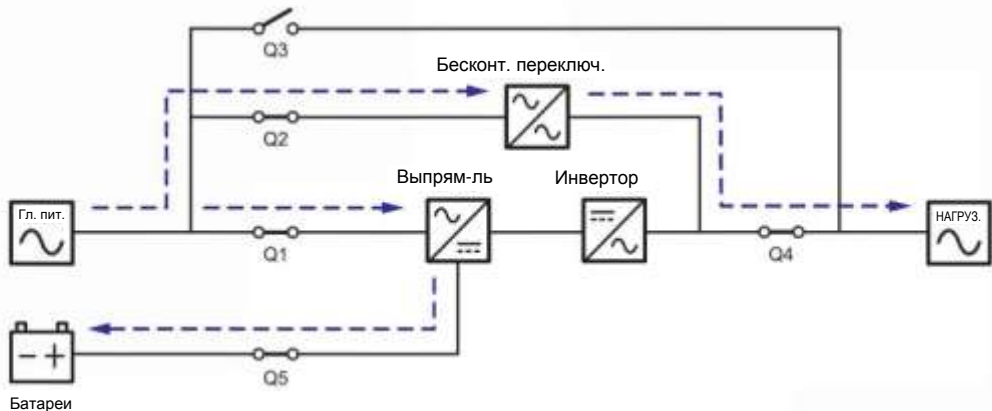 Q3
Бесконт. переключ.
Q2
Выпрям-ль
Инвертор
Гл. пит.
НАГРУЗ.
Q1
Q4
Q5
Батареи